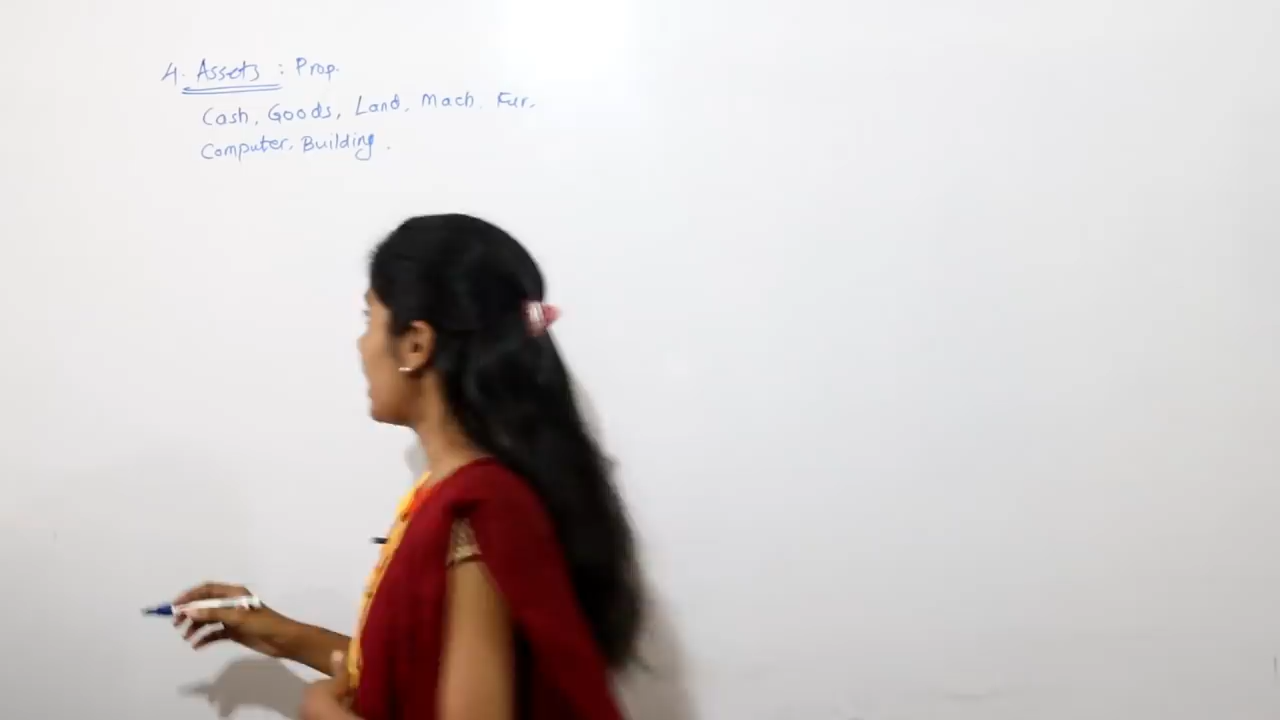 4. Assets : Prop.
Cash, Goods, Land, Mach. Fur.
Computer, Building.